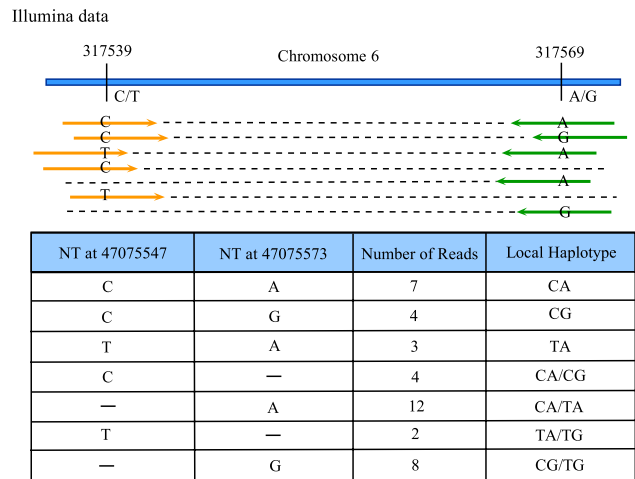 Illumina data
317539 Chromosome 6 317569
C/T A/G
C A
C G
T A
C
A
T
G
NT at 47075547 NT at 47075573 Number of Reads Local Haplotype
C A 7 CA
C G 4 CG
T A 3 TA
C — 4 CA/CG
— A 12 CA/TA
T — 2 TA/TG
— G 8 CG/TG